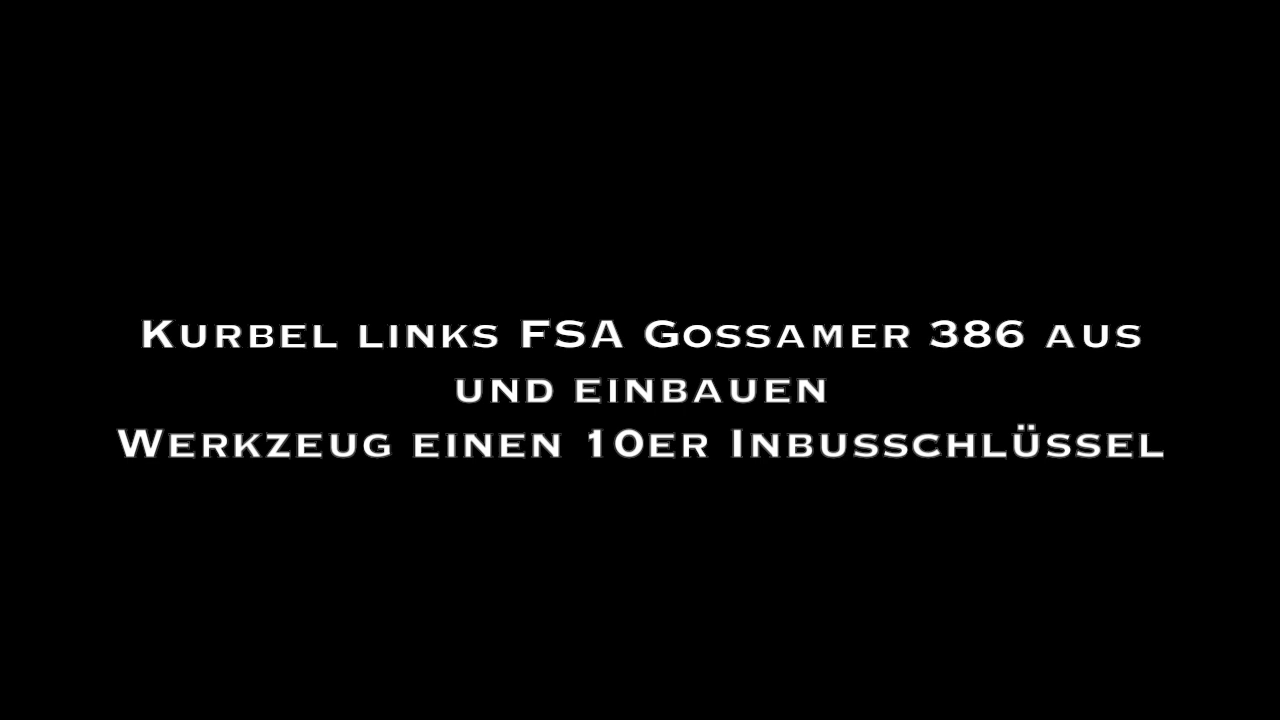 Kurbel links FSA Gossamer 386 aus
und einbauen
Werkzeug einen 10er Inbusschlüssel